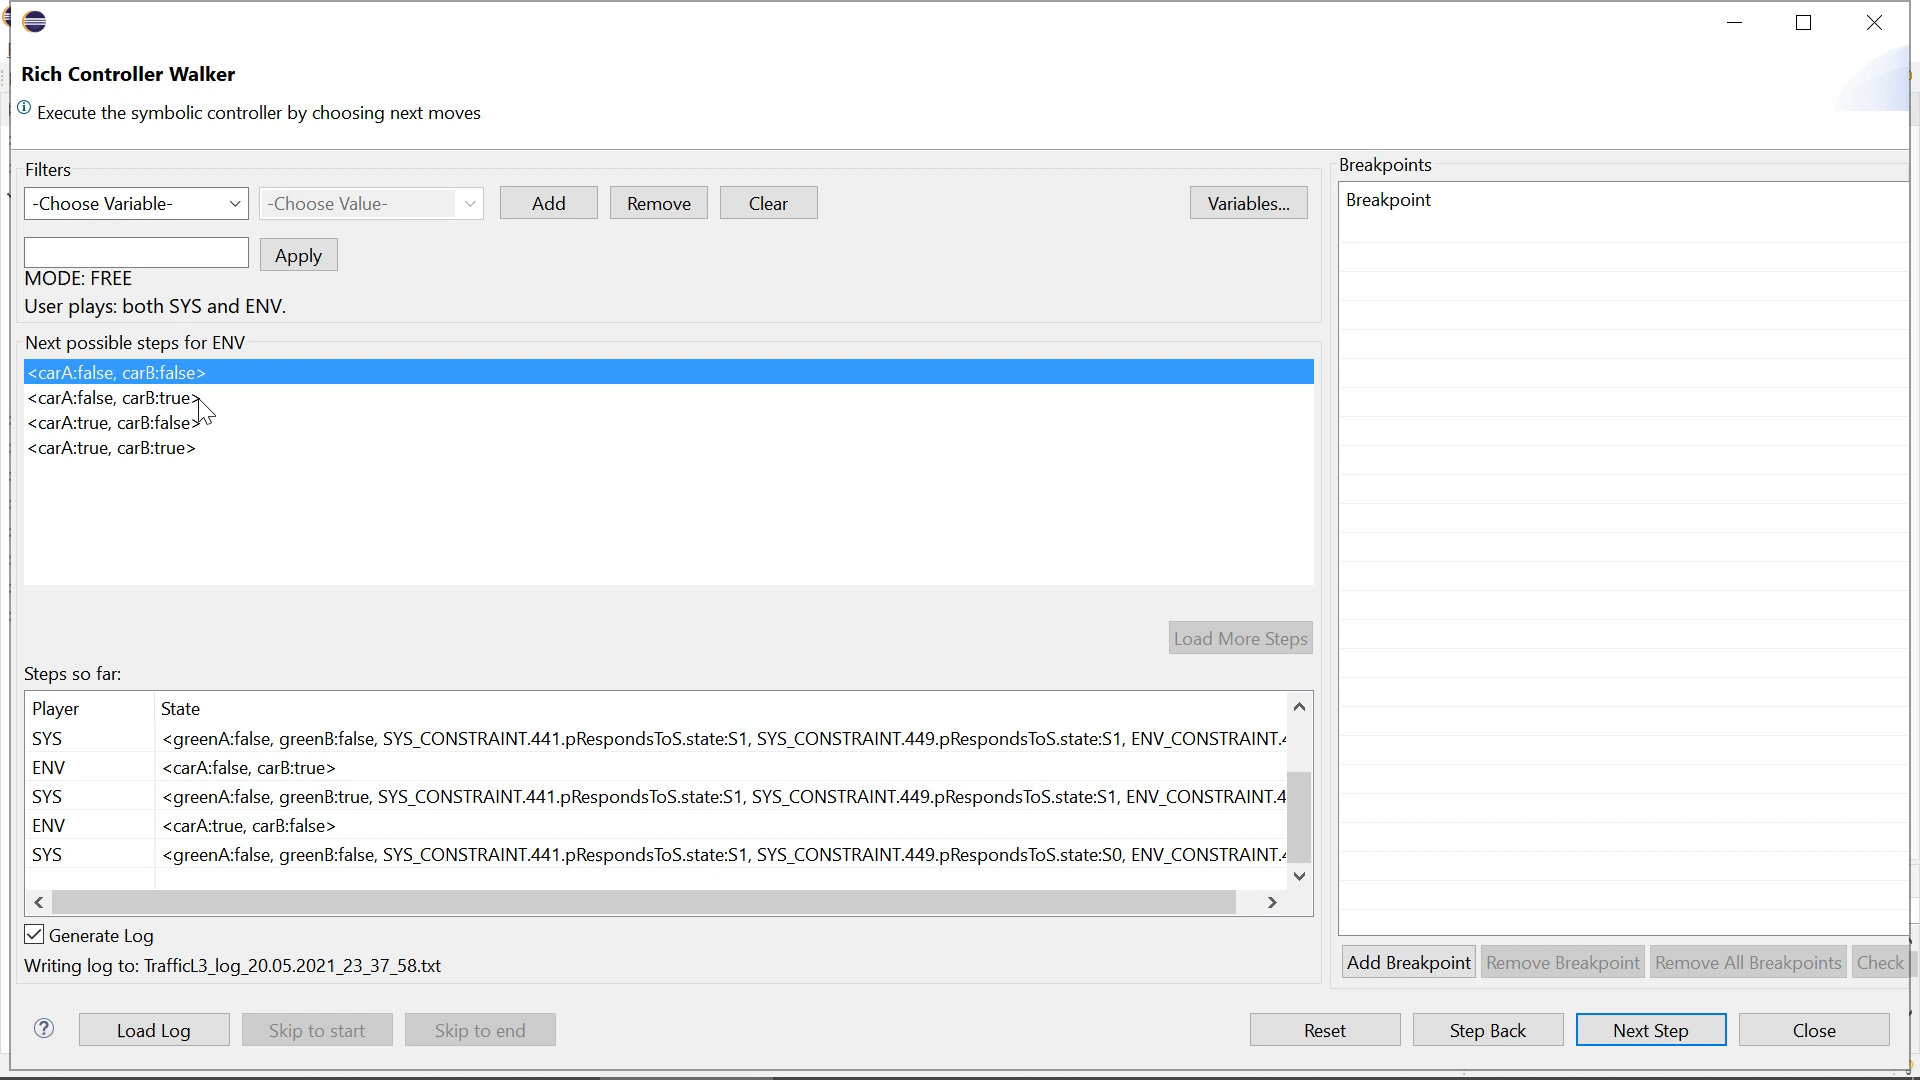 Rich Controller Walker
Execute the symbolic controller by choosing next moves
Filters
-Choose Variable-
-Choose Value-
Add
Remove
Clear
Variables...
Apply
MODE: FREE
User plays: both SYS and ENV.
Next possible steps for ENV
<carA:false, carB:false>
<carA:false, carB:true>
<carA:true, carB:false>
<carA:true, carB:true>
Load More Steps
Steps so far:
Player State
SYS <greenA:false, greenB:false, SYS_CONSTRAINT.441.pRespondsToS.state:S1, SYS_CONSTRAINT.449.pRespondsToS.state:S1, ENV_CONSTRAINT.
ENV <carA:false, carB:true>
SYS <greenA:false, greenB:true, SYS_CONSTRAINT.441.pRespondsToS.state:S1, SYS_CONSTRAINT.449.pRespondsToS.state:S1, ENV_CONSTRAINT.4
ENV <carA:true, carB:false>
SYS <greenA:false, greenB:false, SYS_CONSTRAINT.441.pRespondsToS.state:S1, SYS_CONSTRAINT.449.pRespondsToS.state:S0, ENV_CONSTRAINT.
Generate Log
Writing log to: TrafficL3_log_20.05.2021_23_37_58.txt
Breakpoints
Breakpoint
Add Breakpoint
Remove Breakpoint
Remove All Breakpoints
Check
Load Log
Skip to start
Skip to end
Reset
Step Back
Next Step
Close